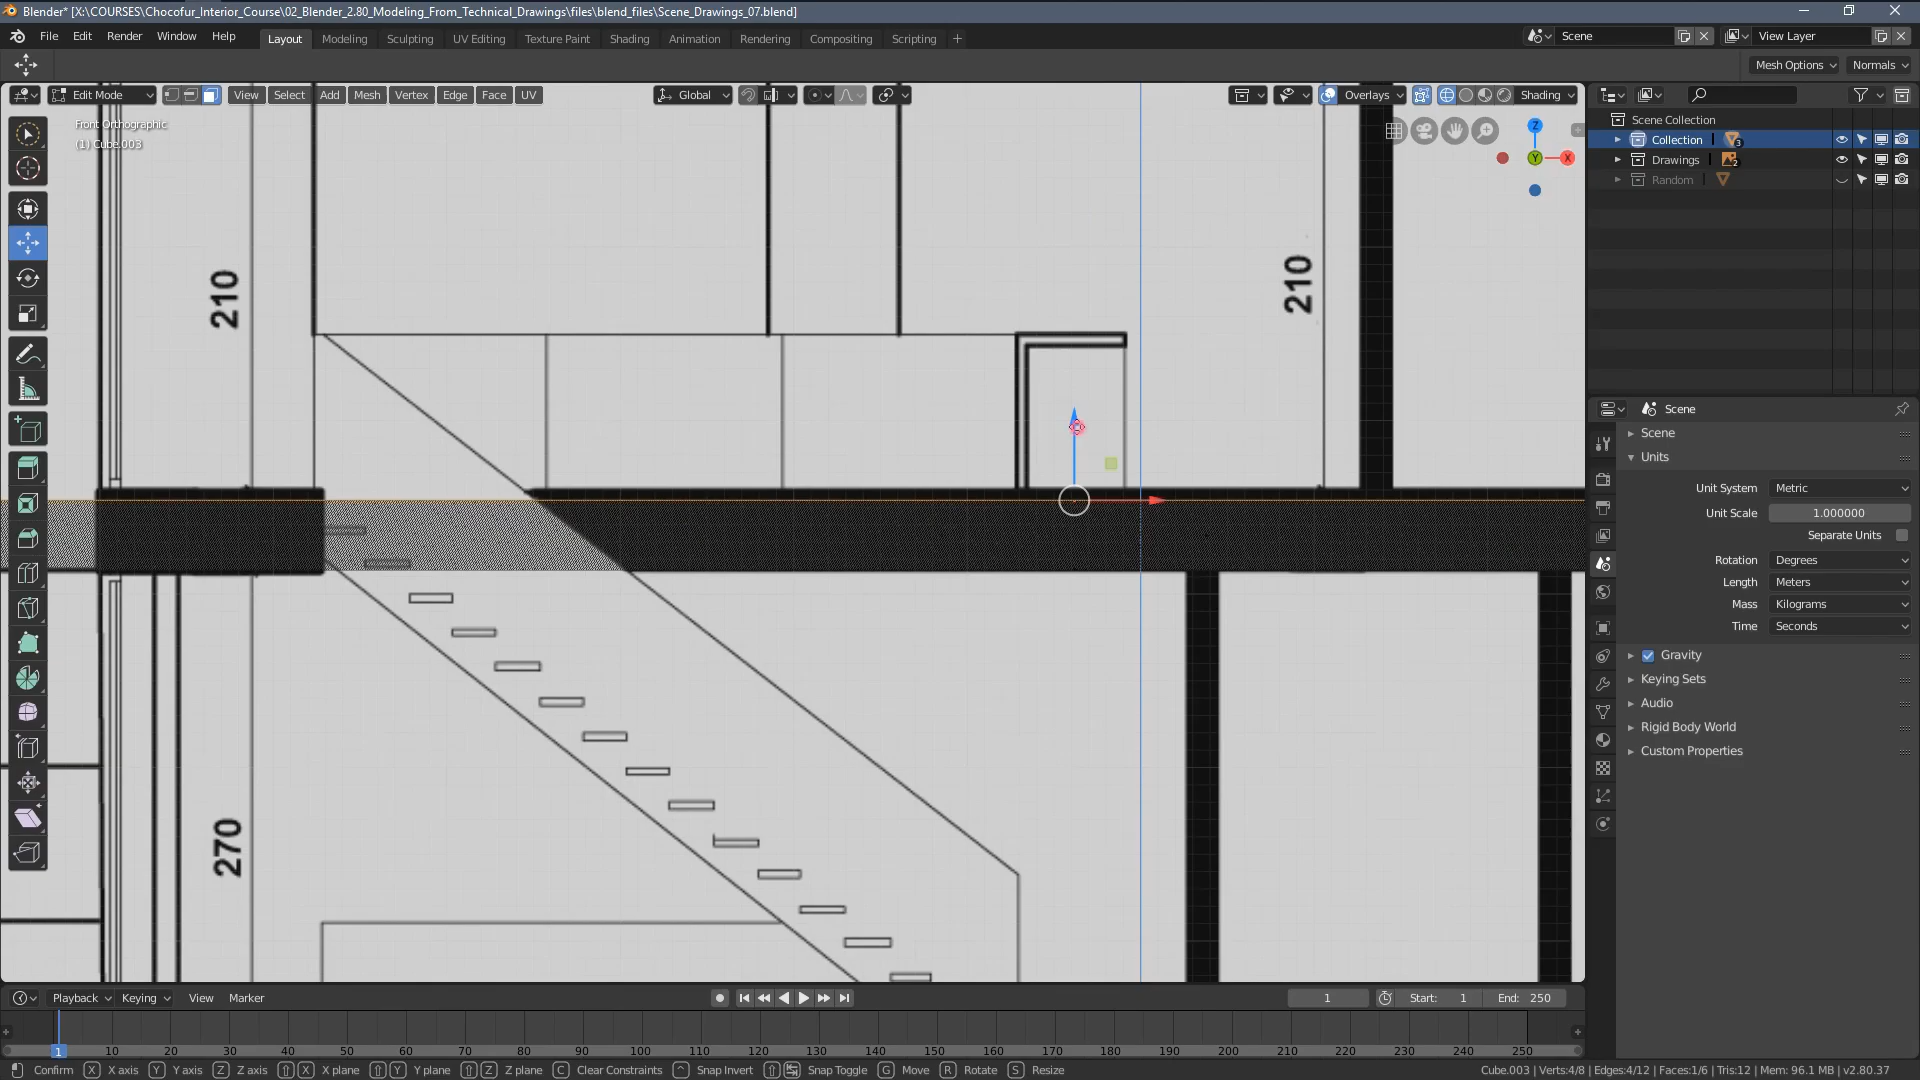 Blender* [X:\COURSES\Chocofur_Interior_Course\02_Blender_2.80_Modeling_From_Technical_Drawings\files\blend_files\Scene_Drawings_07.blend]
File Edit Render Window Help Layout Modeling Sculpting UV Editing Texture Paint Shading Animation Rendering Compositing Scripting + Scene View Layer
Mesh Options Normals
Edit Mode View Select Add Mesh Vertex Edge Face UV Global Overlays Shading
Front Orthographic
(1) Cube.003
Z
Y
X
Scene Collection
Collection 3
Drawings 2
Random
210
210
270
Scene
Scene
Units
Unit System Metric
Unit Scale 1.000000
Separate Units
Rotation Degrees
Length Meters
Mass Kilograms
Time Seconds
Gravity
Keying Sets
Audio
Rigid Body World
Custom Properties
Playback Keying View Marker 1 Start: 1 End: 250
1 10 20 30 40 50 60 70 80 90 100 110 120 130 140 150 160 170 180 190 200 210 220 230 240 250
Confirm X X axis Y Y axis Z Z axis X X plane Y Y plane Z Z plane C Clear Constraints Snap Invert Snap Toggle G Move R Rotate S Resize Cube.003 | Verts:4/8 | Edges:4/12 | Faces:1/6 | Tris:12 | Mem: 96.1 MB | v2.80.37